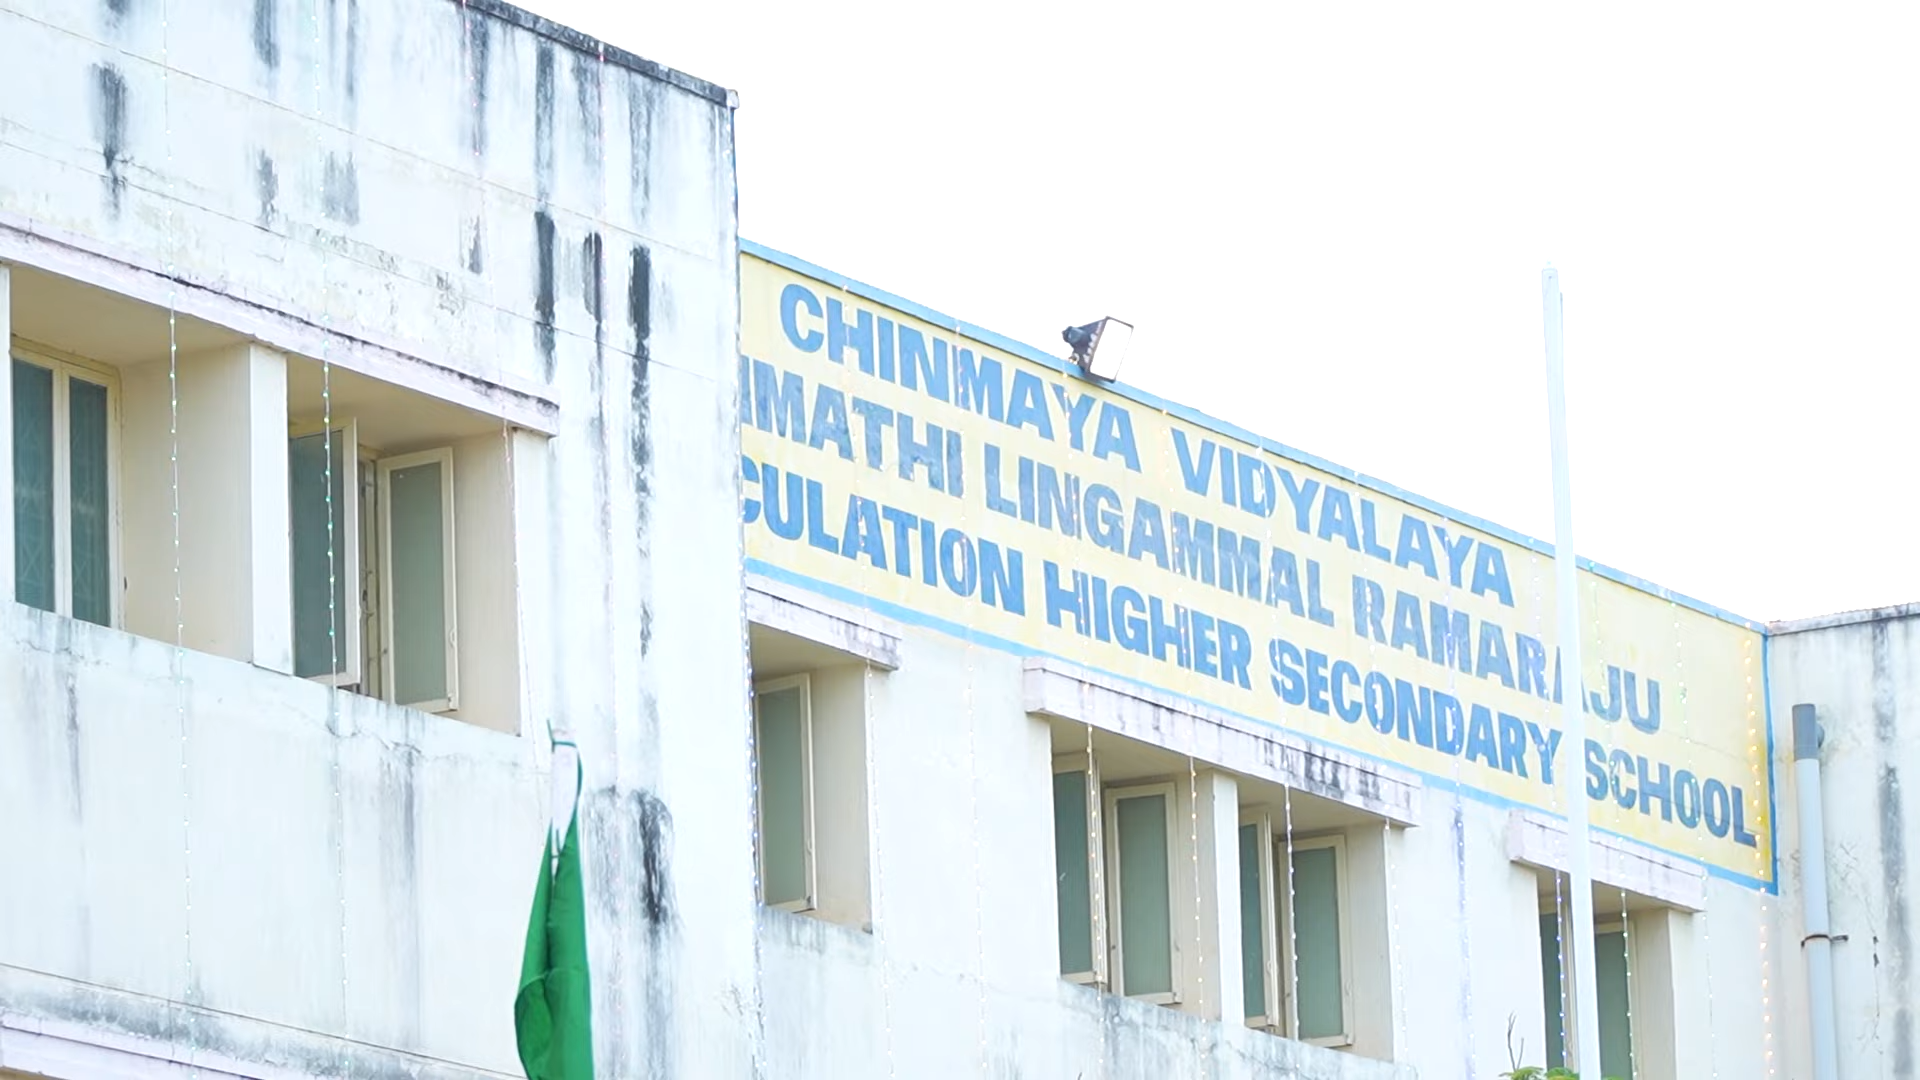 CHINMAYA VIDYALAYA
IMATHI LINGAMMAL RAMARAJU
CULATION HIGHER SECONDARY SCHOOL